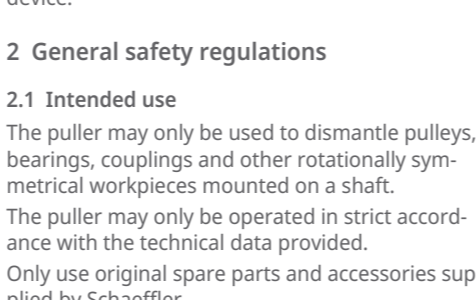 device.
2 General safety regulations
2.1 Intended use
The puller may only be used to dismantle pulleys,
bearings, couplings and other rotationally sym-
metrical workpieces mounted on a shaft.
The puller may only be operated in strict accord-
ance with the technical data provided.
Only use original spare parts and accessories sup
plied by Schaeffler